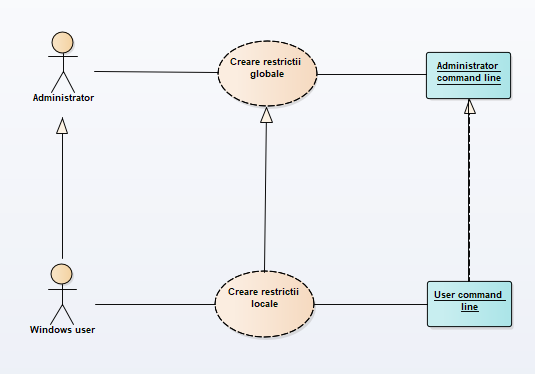 Creare restrictii
globale
Administrator
command line
Administrator
Creare restrictii
locale
User command
line
Windows user